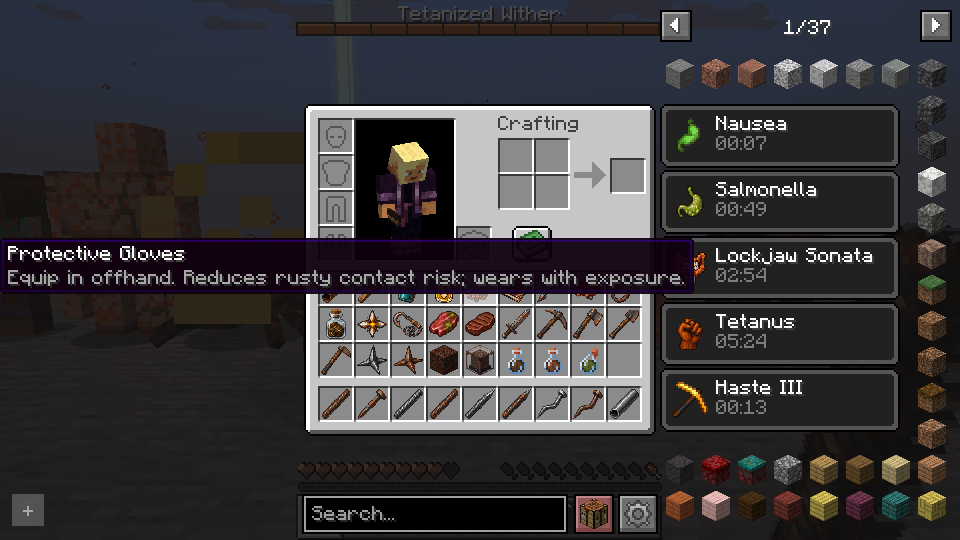 Tetanized Wither
1/37
Crafting
Nausea
00:07
Salmonella
00:49
Protective Gloves
Equip in offhand. Reduces rusty contact risk; wears with exposure.
Lockjaw Sonata
02:54
Tetanus
05:24
Haste III
00:13
Search...